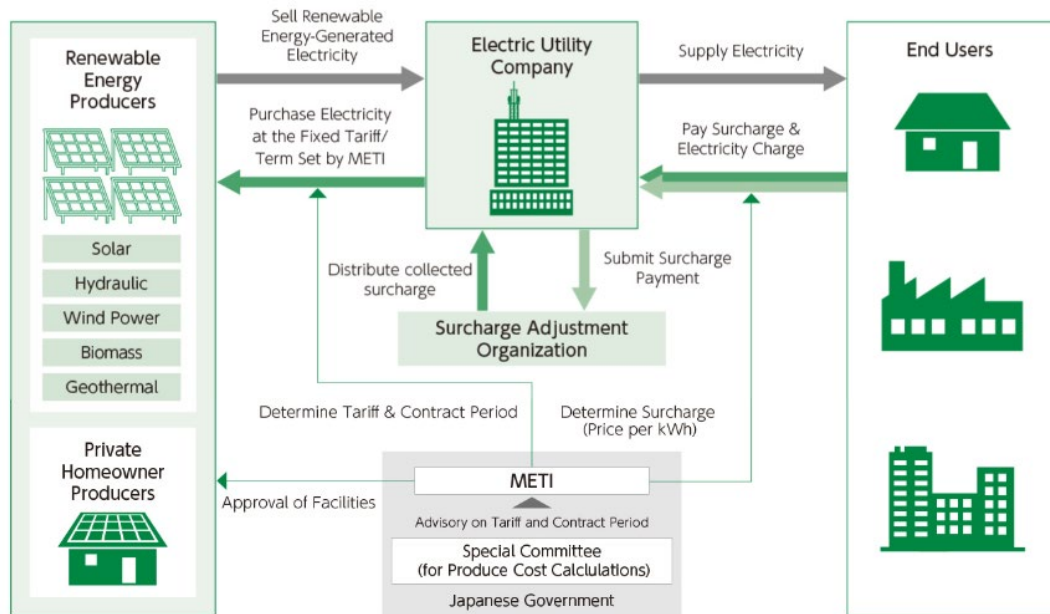 Renewable
Energy
Producers
Solar
Hydraulic
Wind Power
Biomass
Geothermal
Private
Homeowner
Producers
Sell Renewable
Energy-Generated
Electricity
Purchase Electricity
at the Fixed Tariff/
Term Set by METI
Electric Utility
Company
Supply Electricity
Pay Surcharge &
Electricity Charge
End Users
Distribute collected
surcharge
Submit Surcharge
Payment
Surcharge Adjustment
Organization
Determine Tariff & Contract Period
Determine Surcharge
(Price per kWh)
Approval of Facilities
METI
Advisory on Tariff and Contract Period
Special Committee
(for Produce Cost Calclulations)
Japanese Government